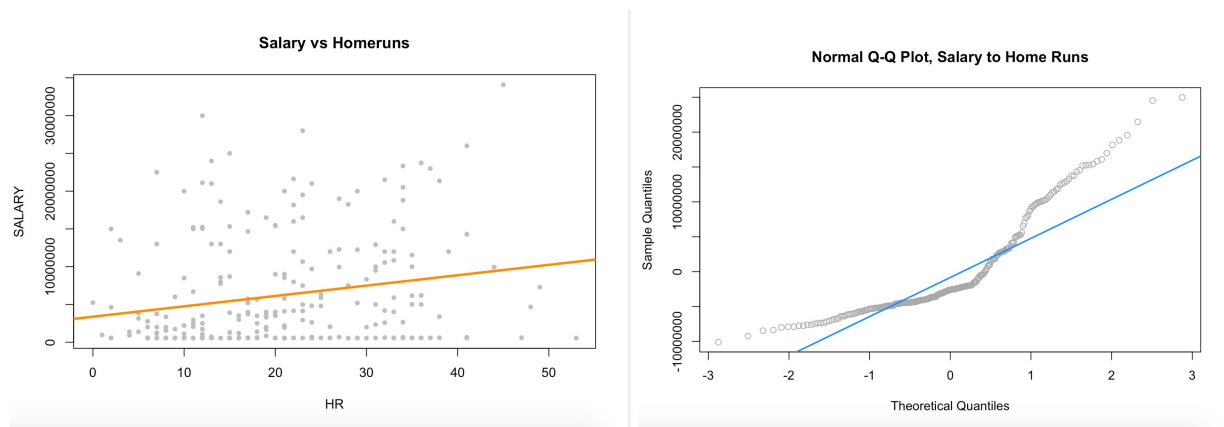 Salary vs Homeruns
SALARY
0
10000000
20000000
30000000
0 10 20 30 40 50
HR
Normal Q-Q Plot, Salary to Home Runs
Sample Quantiles
-10000000
0
10000000
20000000
-3 -2 -1 0 1 2 3
Theoretical Quantiles